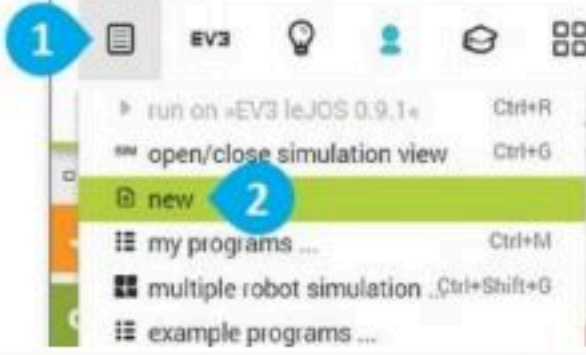 1
EV3
run on »EV3 leJOS 0.9.1« Ctrl+R
SIM open/close simulation view Ctrl+G
new 2
my programs ... Ctrl+M
multiple robot simulation .. Ctrl+Shift+G
example programs ...